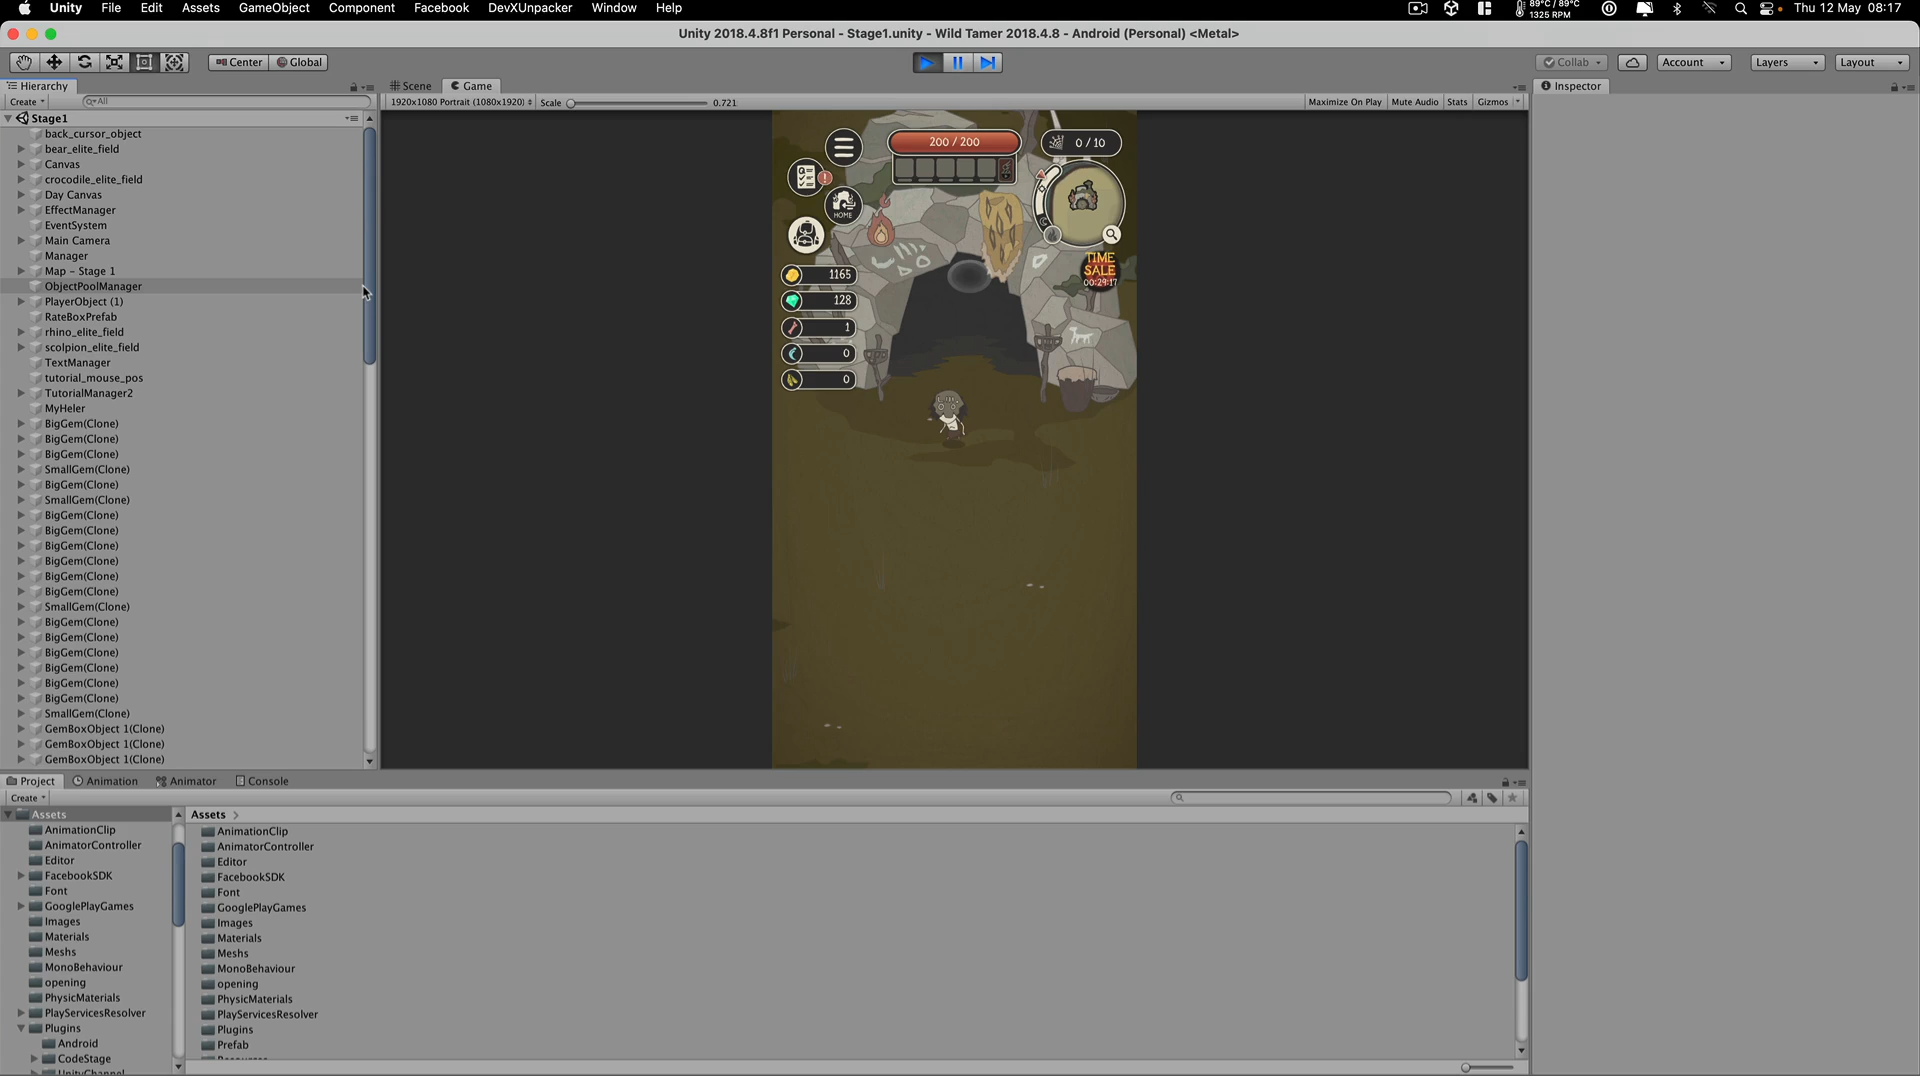 Unity File Edit Assets GameObject Component Facebook DevXUnpacker Window Help
89°C / 89°C
1325 RPM
Thu 12 May 08:17
Unity 2018.4.8f1 Personal - Stage1.unity - Wild Tamer 2018.4.8 - Android (Personal) <Metal>
Center Global
Collab Account Layers Layout
Hierarchy
Scene Game
Inspector
Create All
1920x1080 Portrait (1080x1920) Scale 0.721
Maximize On Play Mute Audio Stats Gizmos
Stage1
back_cursor_object
bear_elite_field
Canvas
crocodile_elite_field
Day Canvas
EffectManager
EventSystem
Main Camera
Manager
Map - Stage 1
ObjectPoolManager
PlayerObject (1)
RateBoxPrefab
rhino_elite_field
scolpion_elite_field
TextManager
tutorial_mouse_pos
TutorialManager2
MyHeler
BigGem(Clone)
BigGem(Clone)
BigGem(Clone)
SmallGem(Clone)
BigGem(Clone)
SmallGem(Clone)
BigGem(Clone)
BigGem(Clone)
BigGem(Clone)
BigGem(Clone)
BigGem(Clone)
BigGem(Clone)
SmallGem(Clone)
BigGem(Clone)
BigGem(Clone)
BigGem(Clone)
BigGem(Clone)
BigGem(Clone)
BigGem(Clone)
SmallGem(Clone)
GemBoxObject 1(Clone)
GemBoxObject 1(Clone)
GemBoxObject 1(Clone)
200 / 200
0 / 10
HOME
1165
128
1
0
0
TIME
SALE
00:29:17
Project Animation Animator Console
Create
Assets
AnimationClip
AnimatorController
Editor
FacebookSDK
Font
GooglePlayGames
Images
Materials
Meshs
MonoBehaviour
opening
PhysicMaterials
PlayServicesResolver
Plugins
Android
CodeStage
UnityChannel
Assets
AnimationClip
AnimatorController
Editor
FacebookSDK
Font
GooglePlayGames
Images
Materials
Meshs
MonoBehaviour
opening
PhysicMaterials
PlayServicesResolver
Plugins
Prefab